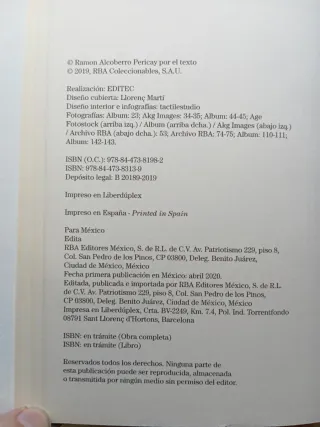 © Ramon Alcoberro Pericay por el texto
© 2019, RBA Coleccionables, S.A.U.
Realización: EDITEC
Diseño cubierta: Llorenç Martí
Diseño interior e infografías: tactilestudio
Fotografías: Album: 23; Akg Images: 34-35; Album: 44-45; Age
Fotostock (arriba izq.) / Album (arriba dcha.) / Akg Images (abajo izq.)
/ Archivo RBA (abajo dcha.): 53; Archivo RBA: 74-75; Album: 110-111;
Album: 142-143.
ISBN (O.C.): 978-84-473-8198-2
ISBN: 978-84-473-8313-9
Depósito legal: B 20189-2019
Impreso en Liberdúplex
Impreso en España - Printed in Spain
Para México
Edita
RBA Editores México, S. de R.L. de C.V. Av. Patriotismo 229, piso 8,
Col. San Pedro de los Pinos, CP 03800, Deleg. Benito Juárez,
Ciudad de México, México
Fecha primera publicación en México: abril 2020.
Editada, publicada e importada por RBA Editores México, S. de R.L.
de C.V. Av. Patriotismo 229, piso 8, Col. San Pedro de los Pinos,
CP 03800, Deleg. Benito Juárez, Ciudad de México, México
Impresa en Liberdúplex, Crta. BV-2249, Km. 7,4, Pol. Ind. Torrentfondo
08791 Sant Llorenç d'Hortons, Barcelona
ISBN: en trámite (Obra completa)
ISBN: en trámite (Libro)
Reservados todos los derechos. Ninguna parte de
esta publicación puede ser reproducida, almacenada
o transmitida por ningún medio sin permiso del editor.